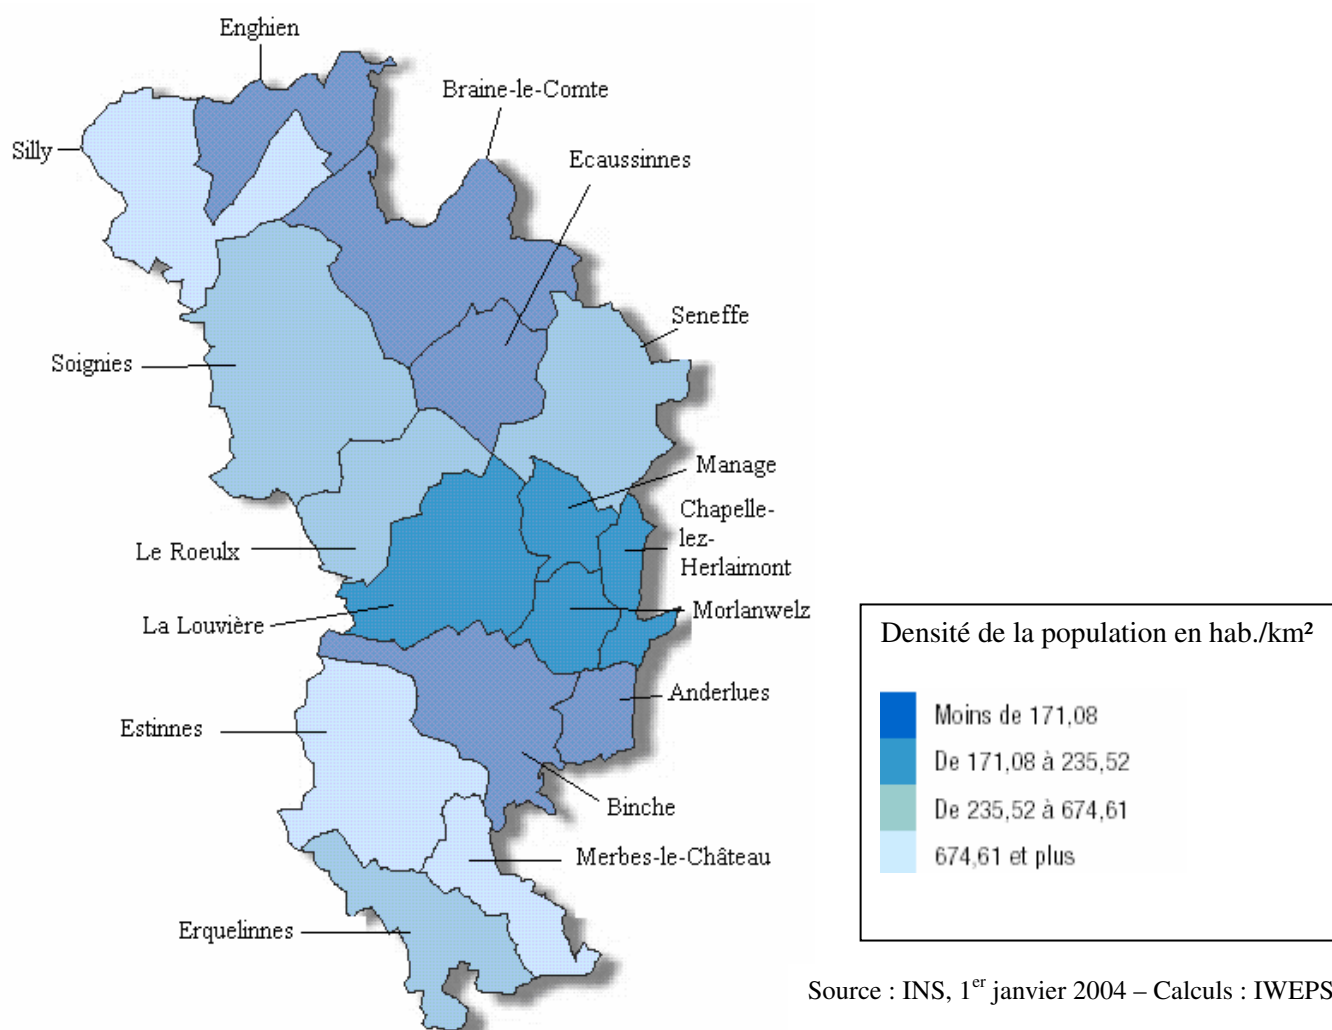 Enghien
Braine-le-Comte
Silly
Ecaussinnes
Seneffe
Soignies
Manage
Chapelle-
lez-
Herlaimont
Le Roeulx
Morlanwelz
La Louvière
Anderlues
Estinnes
Binche
Merbes-le-Château
Erquelinnes
Densité de la population en hab./km²
Moins de 171,08
De 171,08 à 235,52
De 235,52 à 674,61
674,61 et plus
Source : INS, 1er janvier 2004 – Calculs : IWEPS